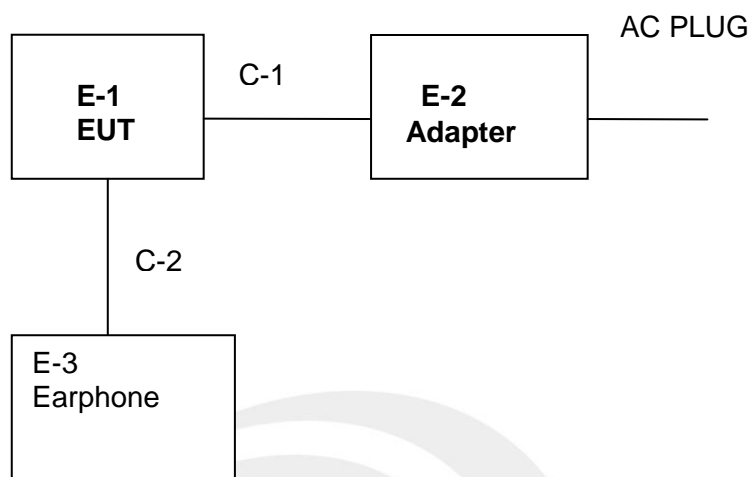 AC PLUG
C-1
E-1
EUT
E-2
Adapter
C-2
E-3
Earphone